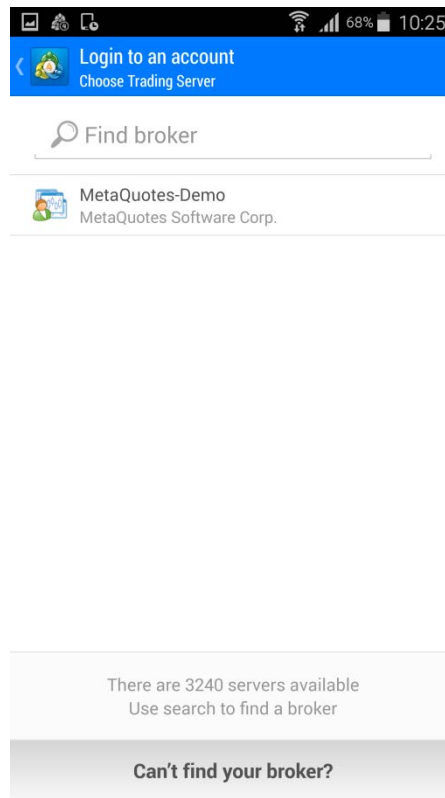 68% 10:25
Login to an account
Choose Trading Server
Find broker
MetaQuotes-Demo
MetaQuotes Software Corp.
There are 3240 servers available
Use search to find a broker
Can't find your broker?